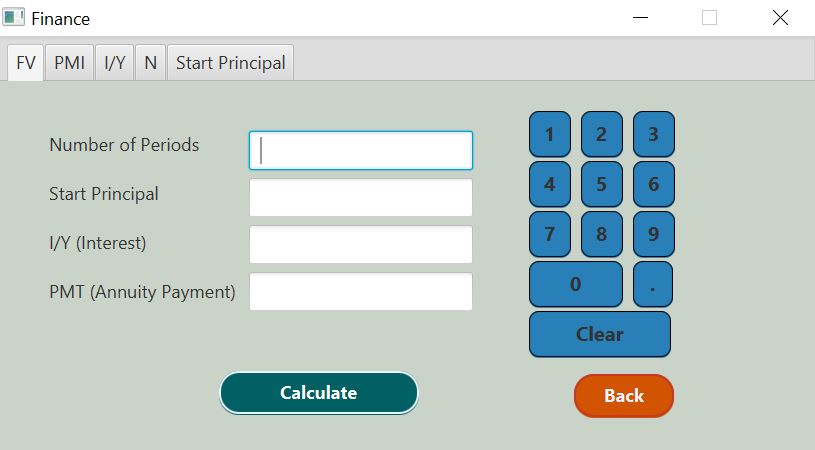 Finance
FV PMI I/Y N Start Principal
Number of Periods
Start Principal
I/Y (Interest)
PMT (Annuity Payment)
1 2 3
4 5 6
7 8 9
0 .
Clear
Calculate
Back